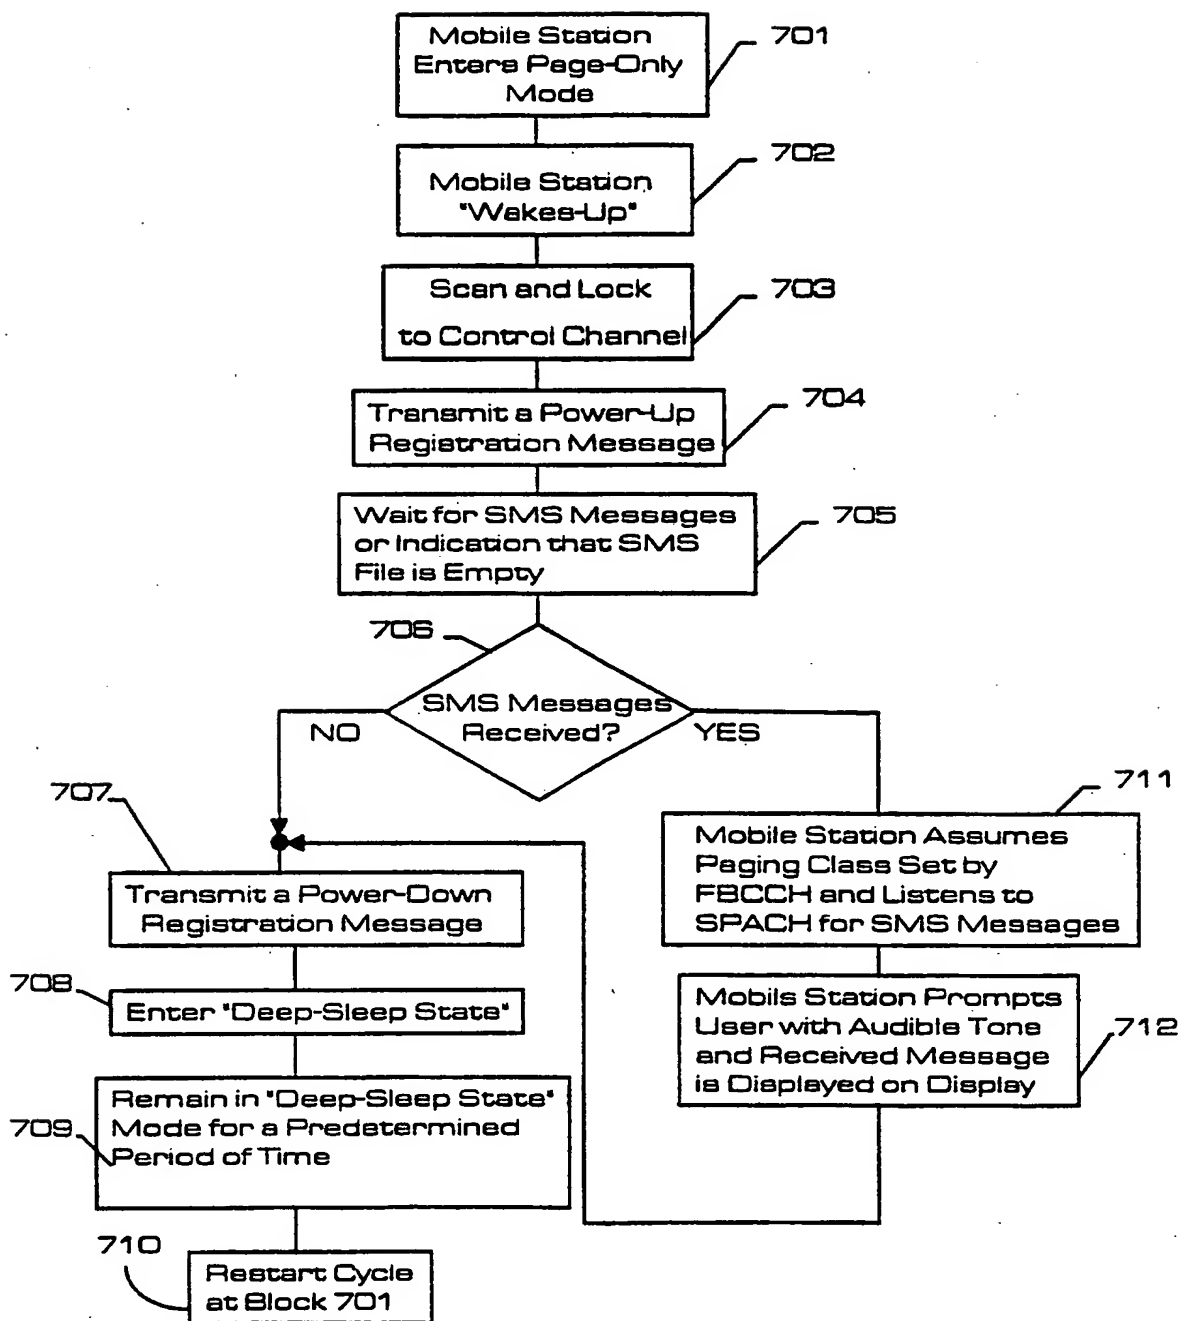 Mobile Station
Enters Page-Only
Mode
701
Mobile Station
"Wakes-Up"
702
Scan and Lock
to Control Channel
703
Transmit a Power-Up
Registration Message
704
Wait for SMS Messages
or Indication that SMS
File is Empty
705
706
SMS Messages
Received?
NO
YES
707
Transmit a Power-Down
Registration Message
708
Enter "Deep-Sleep State"
709
Remain in "Deep-Sleep State"
Mode for a Predetermined
Period of Time
710
Restart Cycle
at Block 701
711
Mobile Station Assumes
Paging Class Set by
FBCCH and Listens to
SPACH for SMS Messages
Mobils Station Prompts
User with Audible Tone
and Received Message
is Displayed on Display
712